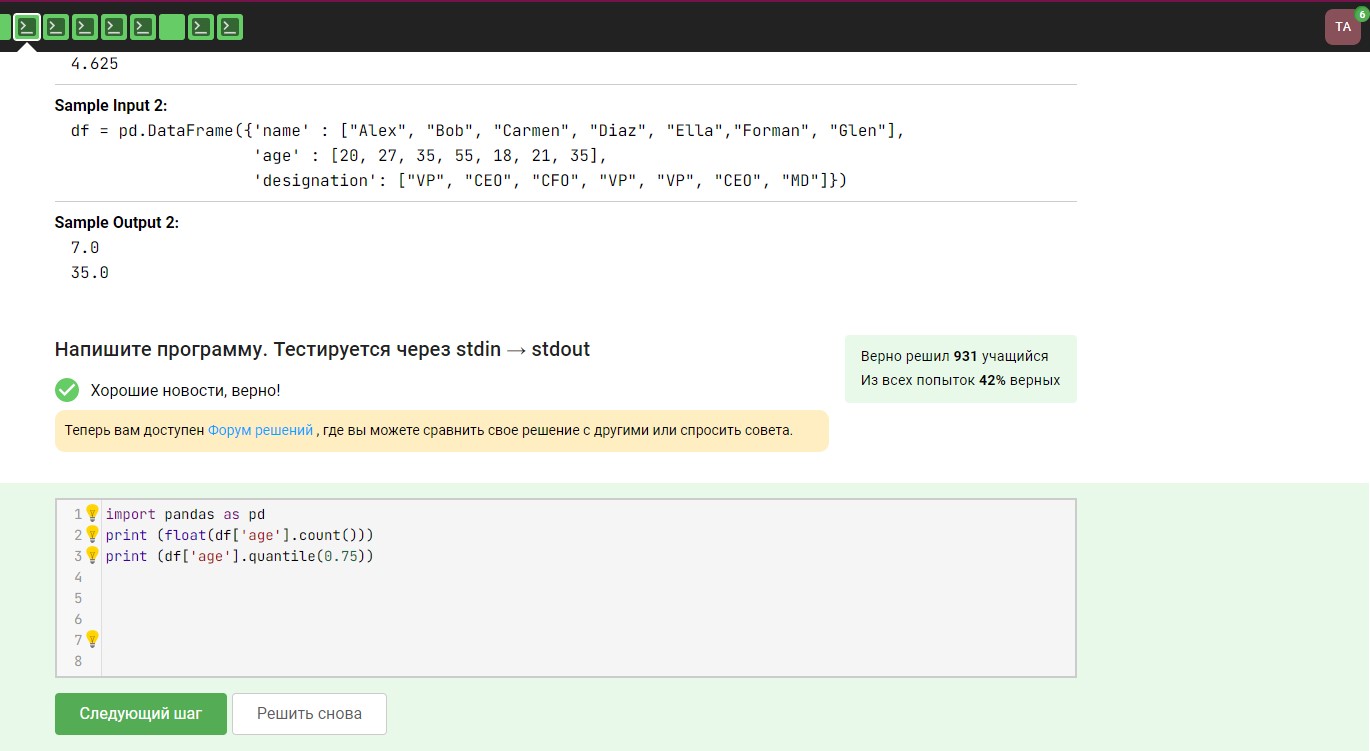 TA
6
4.625
Sample Input 2:
df = pd.DataFrame({'name' : ["Alex", "Bob", "Carmen", "Diaz", "Ella","Forman", "Glen"],
'age' : [20, 27, 35, 55, 18, 21, 35],
'designation': ["VP", "CEO", "CFO", "VP", "VP", "CEO", "MD"]})
Sample Output 2:
7.0
35.0
Напишите программу. Тестируется через stdin → stdout
Верно решил 931 учащийся
Из всех попыток 42% верных
Хорошие новости, верно!
Теперь вам доступен Форум решений , где вы можете сравнить свое решение с другими или спросить совета.
1 import pandas as pd
2 print (float(df['age'].count()))
3 print (df['age'].quantile(0.75))
4
5
6
7
8
Следующий шаг
Решить снова